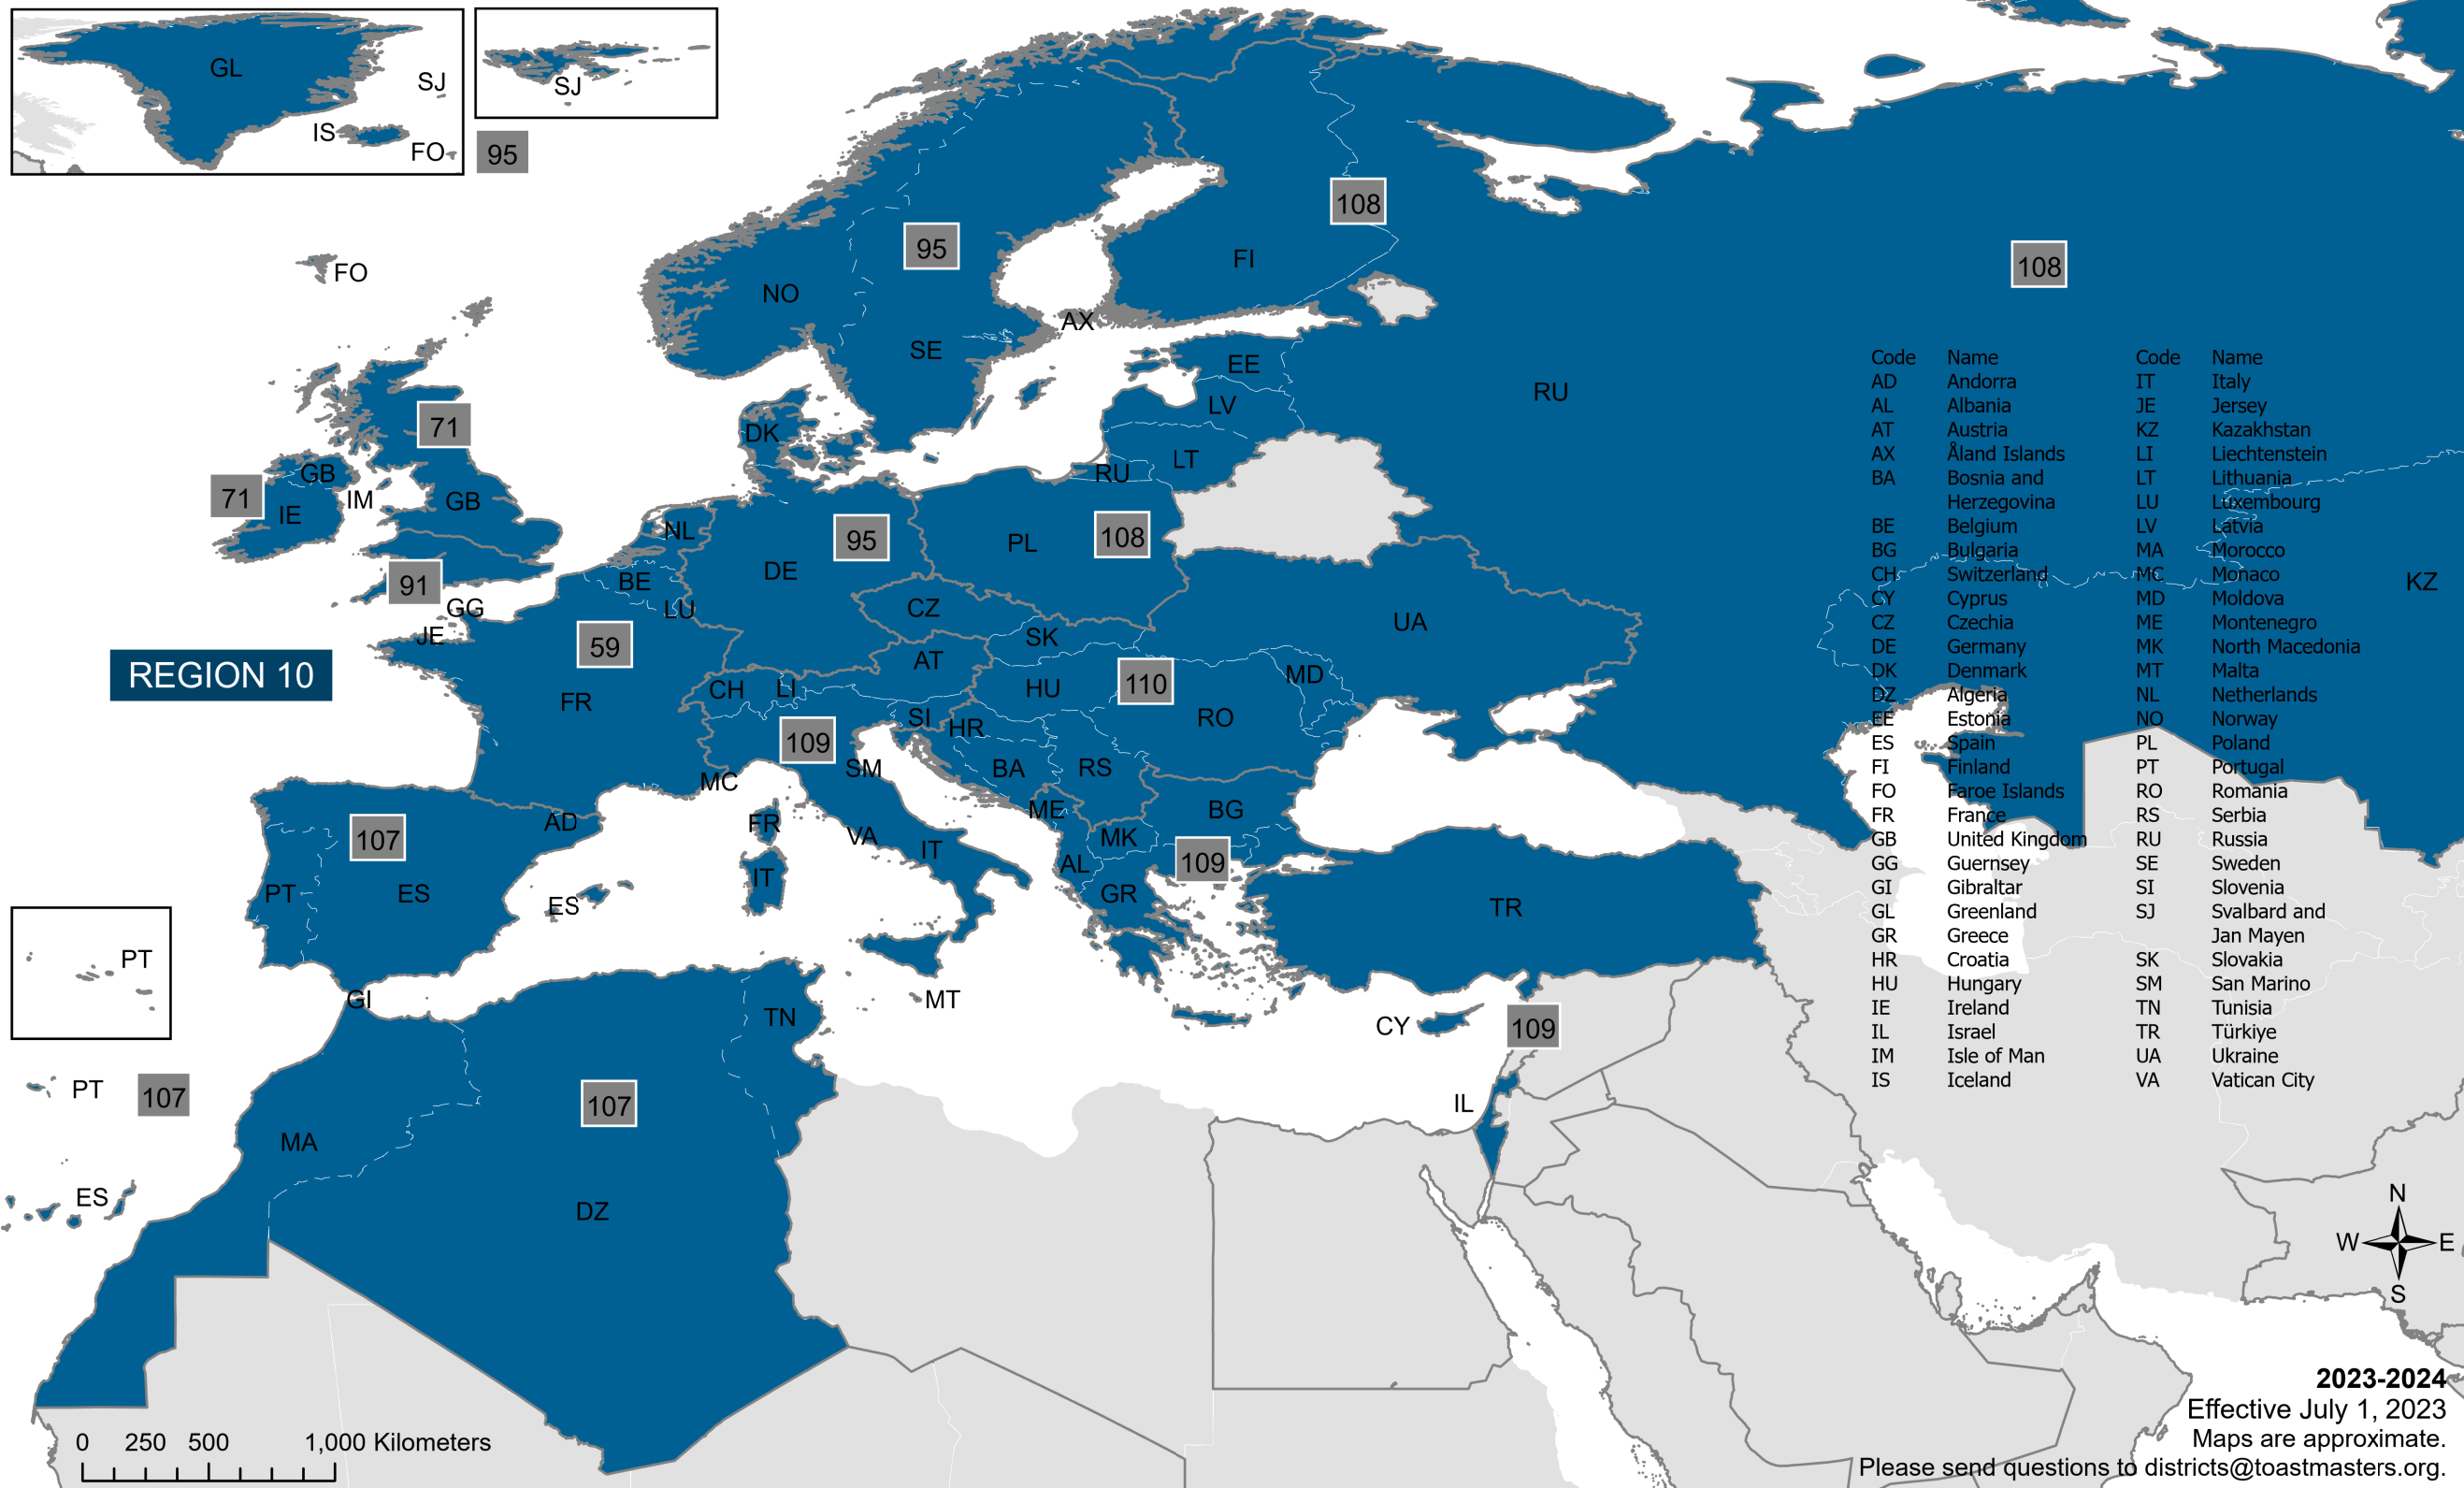 GL
SJ
IS
FO
SJ
95
108
95
108
FI
FO
NO
AX
SE
EE
RU
LV
71
DK
LT
GB
RU
71
IM
GB
IE
NL
95
108
PL
DE
BE
91
CZ
GG
LU
UA
JE
SK
59
AT
REGION 10
MD
CH
LI
HU
110
FR
SI
RO
HR
109
SM
BA
RS
MC
ME
BG
AD
FR
107
VA
MK
IT
109
AL
IT
PT
ES
GR
TR
ES
PT
GI
MT
TN
CY
109
PT
107
107
IL
MA
ES
DZ
KZ
Code Name Code Name
AD Andorra IT Italy
AL Albania JE Jersey
AT Austria KZ Kazakhstan
AX Åland Islands LI Liechtenstein
BA Bosnia and LT Lithuania
Herzegovina LU Luxembourg
BE Belgium LV Latvia
BG Bulgaria MA Morocco
CH Switzerland MC Monaco
CY Cyprus MD Moldova
CZ Czechia ME Montenegro
DE Germany MK North Macedonia
DK Denmark MT Malta
DZ Algeria NL Netherlands
EE Estonia NO Norway
ES Spain PL Poland
FI Finland PT Portugal
FO Faroe Islands RO Romania
FR France RS Serbia
GB United Kingdom RU Russia
GG Guernsey SE Sweden
GI Gibraltar SI Slovenia
GL Greenland SJ Svalbard and
GR Greece Jan Mayen
HR Croatia SK Slovakia
HU Hungary SM San Marino
IE Ireland TN Tunisia
IL Israel TR Türkiye
IM Isle of Man UA Ukraine
IS Iceland VA Vatican City
N
W E
S
0 250 500 1,000 Kilometers
2023-2024
Effective July 1, 2023
Maps are approximate.
Please send questions to districts@toastmasters.org.